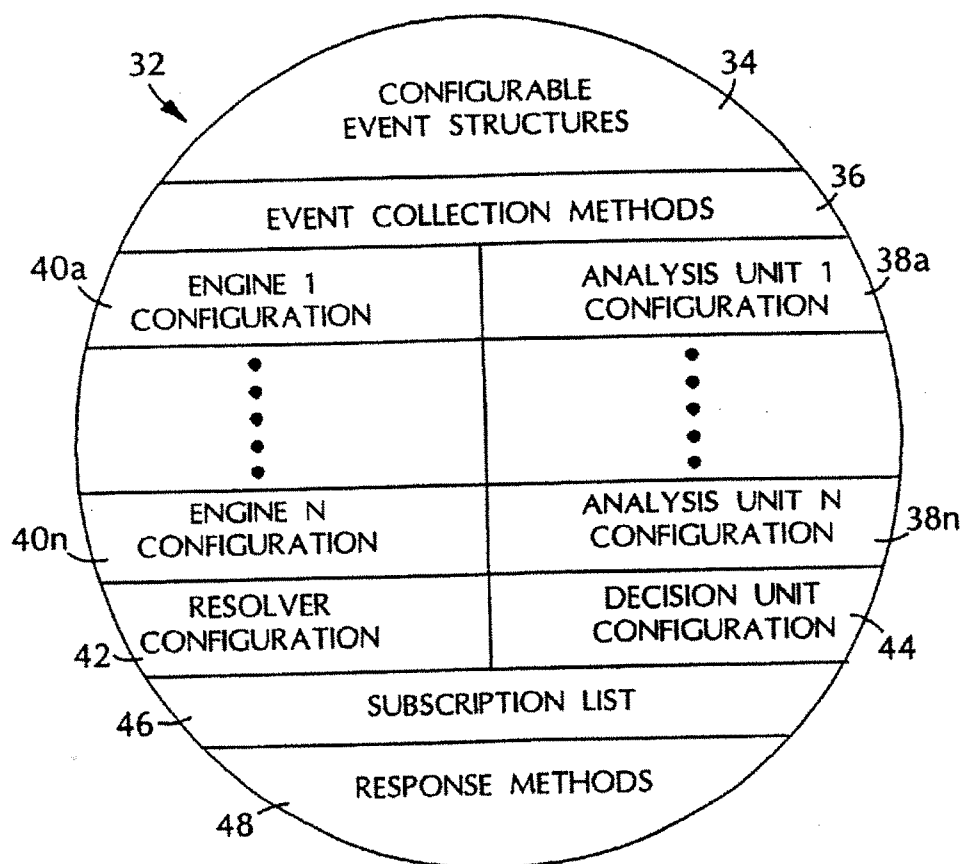 32
34
CONFIGURABLE
EVENT STRUCTURES
36
EVENT COLLECTION METHODS
40a
ENGINE 1
CONFIGURATION
ANALYSIS UNIT 1
CONFIGURATION
38a
40n
ENGINE N
CONFIGURATION
ANALYSIS UNIT N
CONFIGURATION
38n
42
RESOLVER
CONFIGURATION
DECISION UNIT
CONFIGURATION
44
46
SUBSCRIPTION LIST
RESPONSE METHODS
48